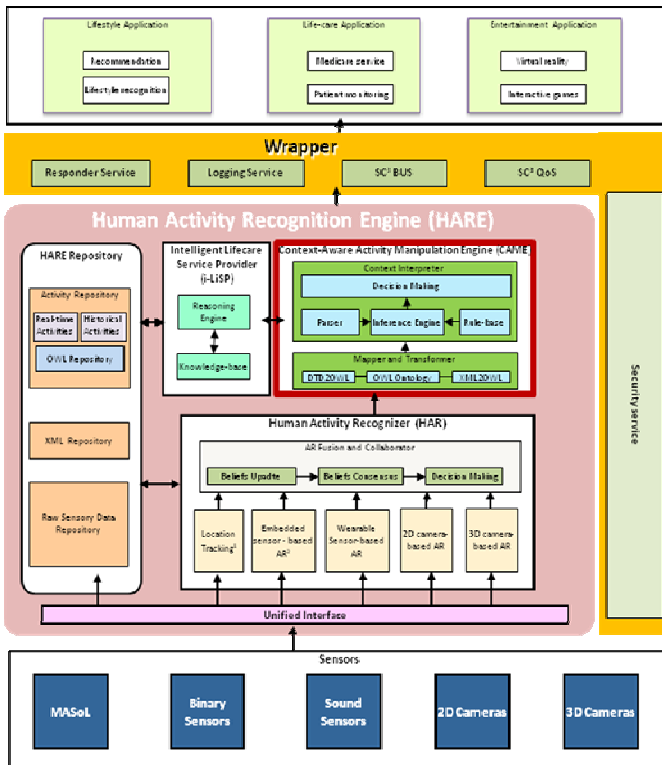 Lifestyle Application
Life-care Application
Entertainment Application
Recommendation
Medicare service
Virtual reality
Lifestyle recognition
Patient monitoring
Interactive games
Wrapper
Responder Service
Logging Service
SC³ BUS
SC³ QoS
Human Activity Recognition Engine (HARE)
HARE Repository
Activity Repository
Real-time
Activities
Historical
Activities
OWL Repository
XML Repository
Raw Sensory Data
Repository
Intelligent Lifecare
Service Provider
(i-LiSP)
Reasoning
Engine
Knowledge-base
Context-Aware Activity Manipulation Engine (CAME)
Context Interpreter
Decision Making
Parser
Inference Engine
Rule-base
Mapper and Transformer
DTD2OWL
OWL Ontology
XML2OWL
Human Activity Recognizer (HAR)
AR Fusion and Collaborator
Beliefs Upadte
Beliefs Consenses
Decision Making
Location
Tracking
Embedded
sensor - based
AR
Wearable
Sensor-based
AR
2D camera-
based AR
3D camera-
based AR
Unified Interface
Security service
Sensors
MASoL
Binary
Sensors
Sound
Sensors
2D Cameras
3D Cameras